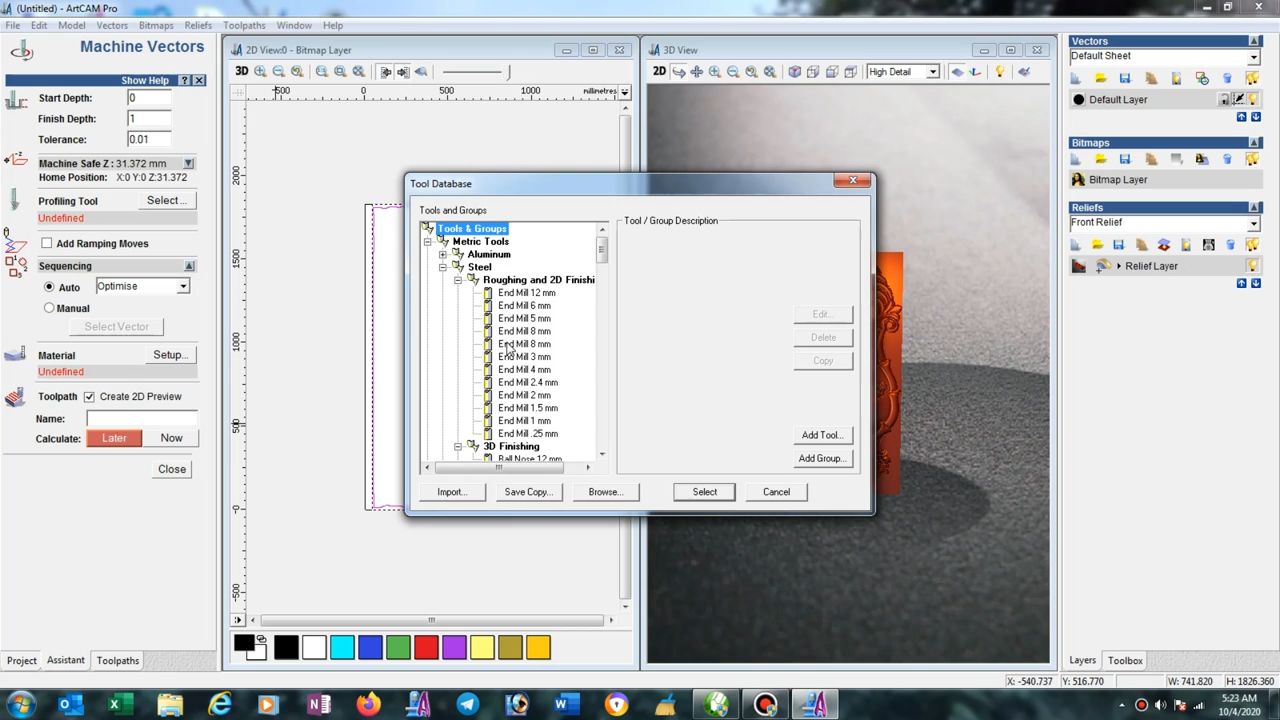 (Untitled) - ArtCAM Pro
File Edit Model Vectors Bitmaps Reliefs Toolpaths Window Help
Machine Vectors
Show Help ?
Start Depth: 0
Finish Depth: 1
Tolerance: 0.01
Machine Safe Z : 31.372 mm
Home Position: X:0 Y:0 Z:31.372
Profiling Tool Select...
Undefined
Add Ramping Moves
Sequencing
Auto Optimise
Manual
Select Vector
Material Setup...
Undefined
Toolpath Create 2D Preview
Name:
Calculate: Later Now
Close
Project Assistant Toolpaths
2D View:0 - Bitmap Layer
3D
-500 0 500 1000 millimetres
2000
1500
1000
500
-0
-500
Tool Database
Tools and Groups
Tools & Groups
Metric Tools
Aluminum
Steel
Roughing and 2D Finishi
End Mill 12 mm
End Mill 6 mm
End Mill 5 mm
End Mill 8 mm
End Mill 8 mm
End Mill 3 mm
End Mill 4 mm
End Mill 2.4 mm
End Mill 2 mm
End Mill 1.5 mm
End Mill 1 mm
End Mill .25 mm
3D Finishing
Ball Nose 12 mm
Tool / Group Description
Edit...
Delete
Copy
Add Tool...
Add Group...
Import... Save Copy... Browse... Select Cancel
3D View
2D High Detail
Vectors
Default Sheet
Default Layer
Bitmaps
Bitmap Layer
Reliefs
Front Relief
Relief Layer
Layers Toolbox
X: -540.737 Y: 516.770 W: 741.820 H: 1826.360
5:23 AM
10/4/2020